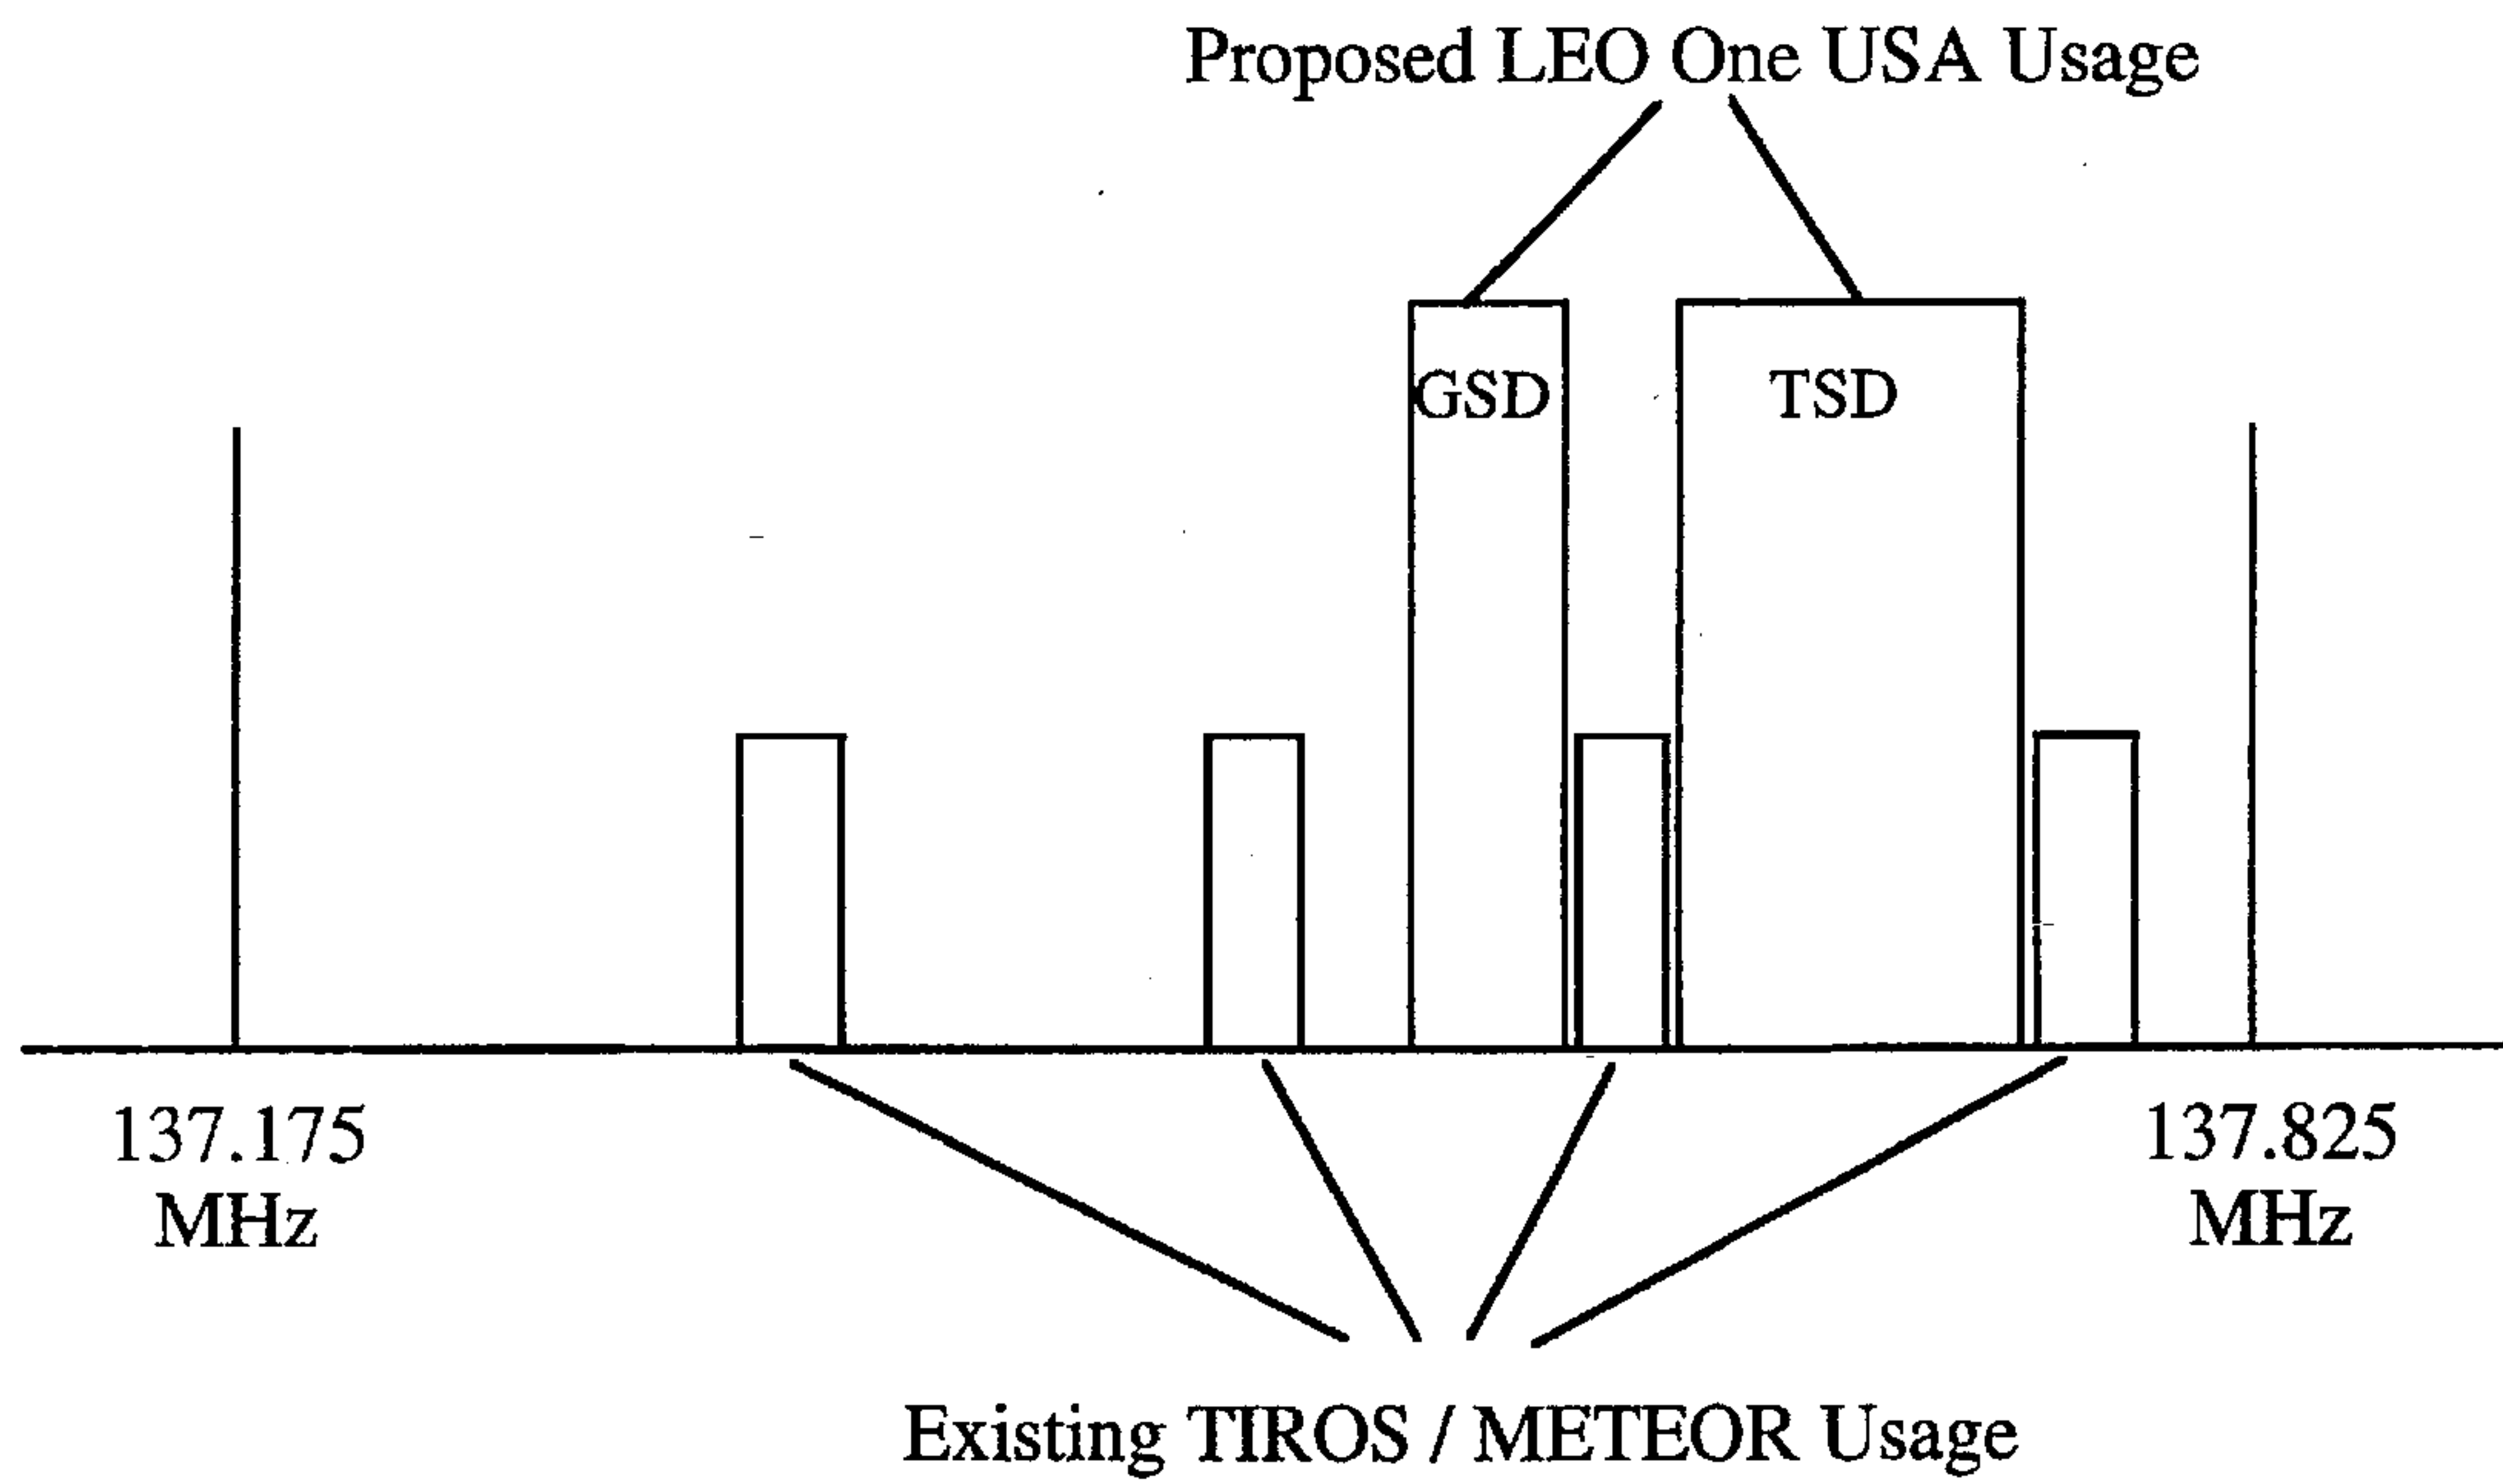 Proposed LEO One USA Usage
GSD
TSD
137.175
MHz
137.825
MHz
Existing TIROS / METEOR Usage